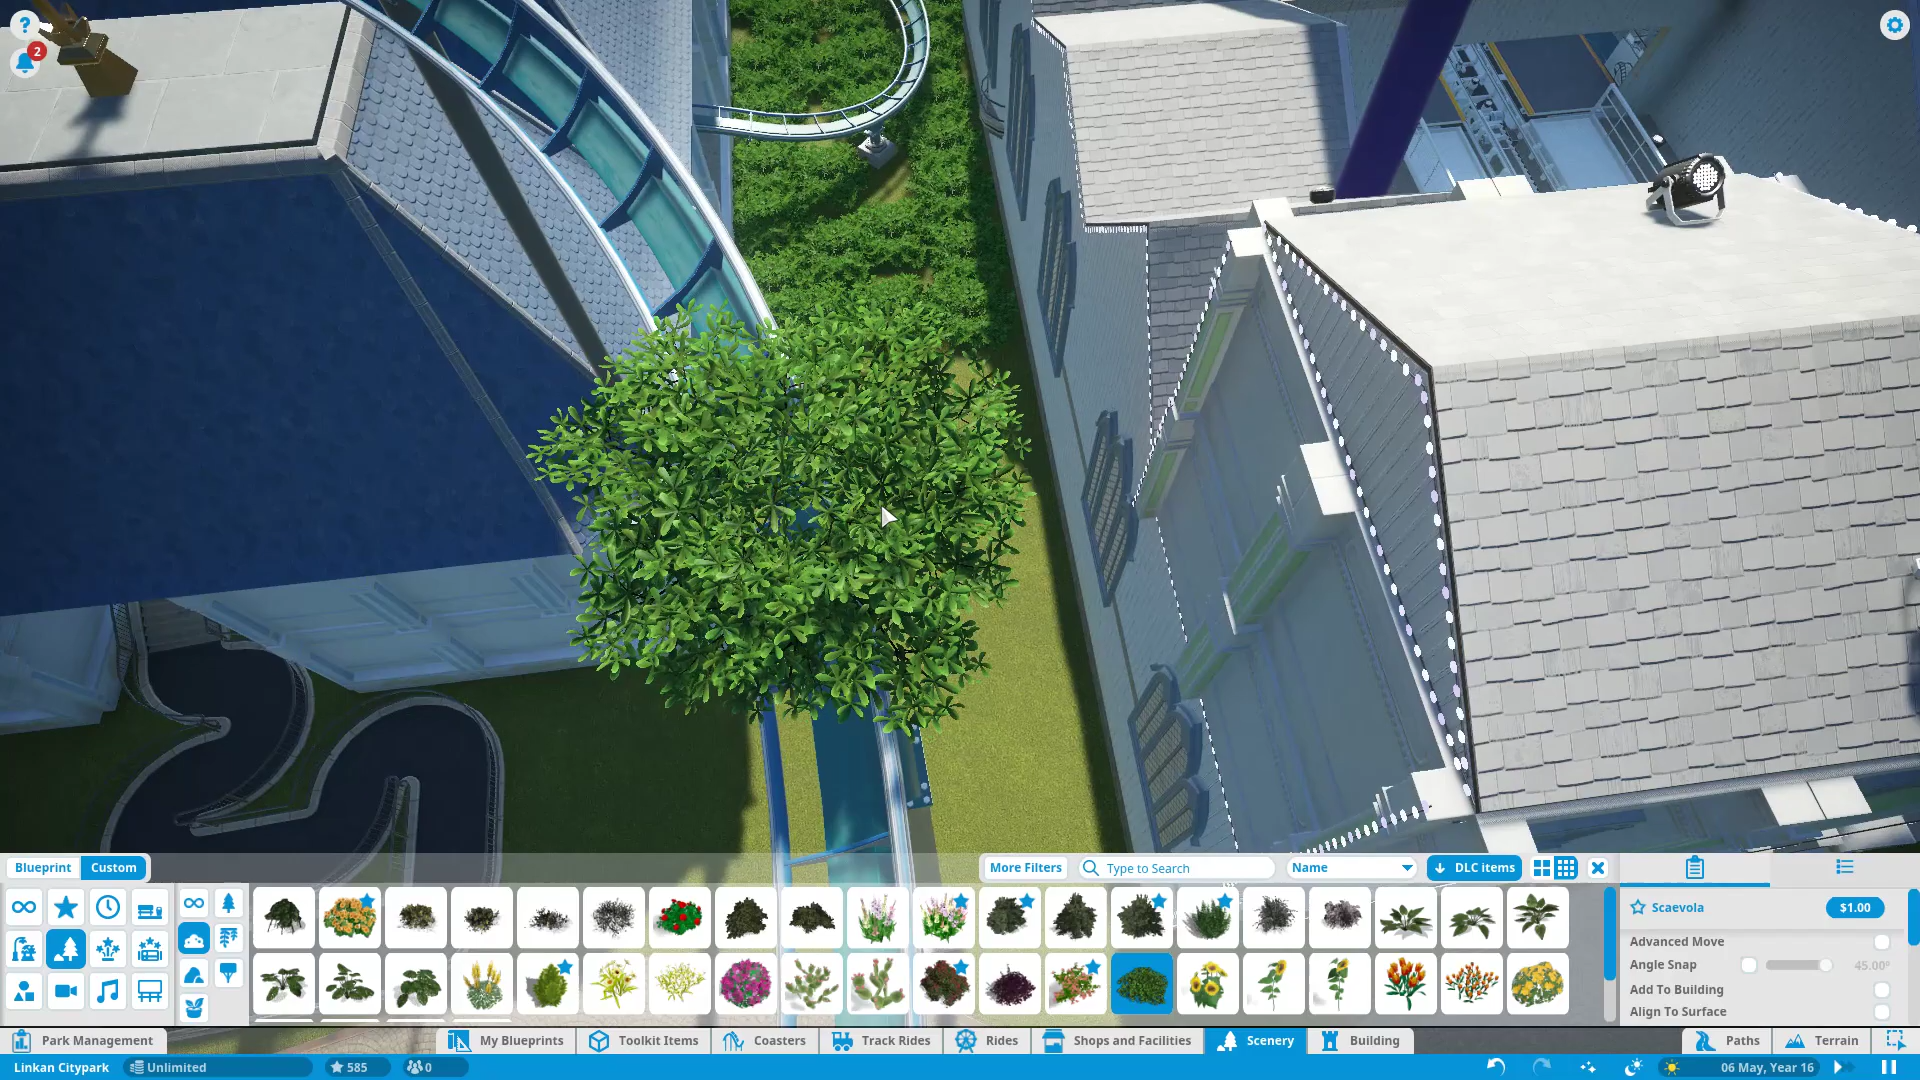 ?
2
Blueprint Custom More Filters Type to Search Name DLC items
Scaevola $1.00
Advanced Move
Angle Snap 45.00°
Add To Building
Align To Surface
Park Management My Blueprints Toolkit Items Coasters Track Rides Rides Shops and Facilities Scenery Building Paths Terrain
Linkan Citypark Unlimited 585 0 06 May, Year 16